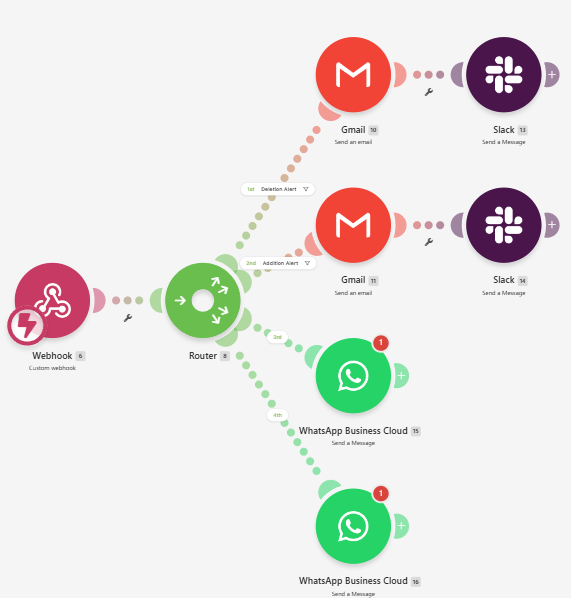 Gmail 10
Send an email
Slack 13
Send a Message
1st Deletion Alert
Gmail 11
Send an email
Slack 14
Send a Message
2nd Addition Alert
Webhook 6
Custom webhook
Router 8
3rd
1
WhatsApp Business Cloud 15
Send a Message
4th
1
WhatsApp Business Cloud 16
Send a Message